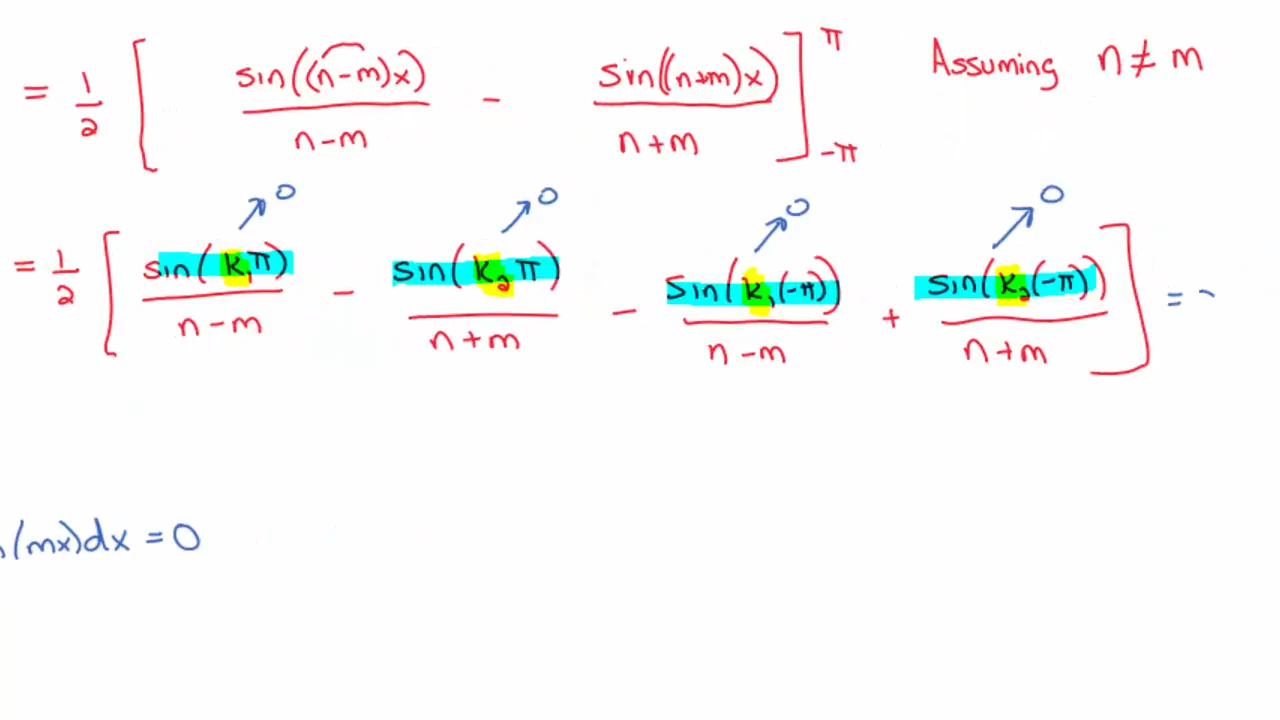 = 1/2 [ sin((n-m)x)/(n-m) - sin((n+m)x)/(n+m) ]_{-π}^{π} Assuming n ≠ m
0 0 0 0
= 1/2 [ sin(k₁π)/(n-m) - sin(k₂π)/(n+m) - sin(k₁(-π))/(n-m) + sin(k₂(-π))/(n+m) ] =
(mx)dx = 0